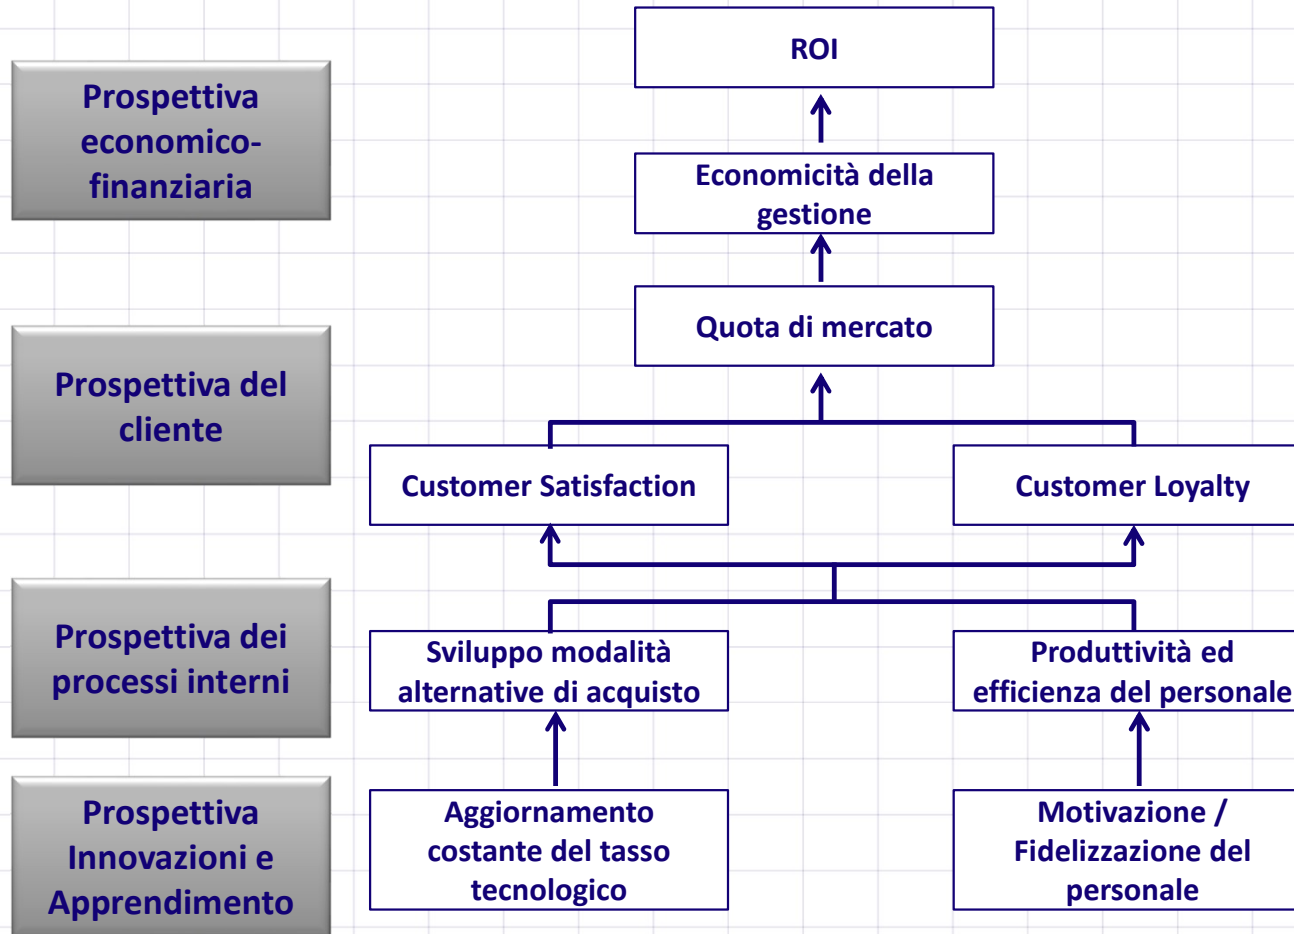 ROI
Prospettiva
economico-
finanziaria
Economicità della
gestione
Quota di mercato
Prospettiva del
cliente
Customer Satisfaction
Customer Loyalty
Prospettiva dei
processi interni
Sviluppo modalità
alternative di acquisto
Produttività ed
efficienza del personale
Prospettiva
Innovazioni e
Apprendimento
Aggiornamento
costante del tasso
tecnologico
Motivazione /
Fidelizzazione del
personale